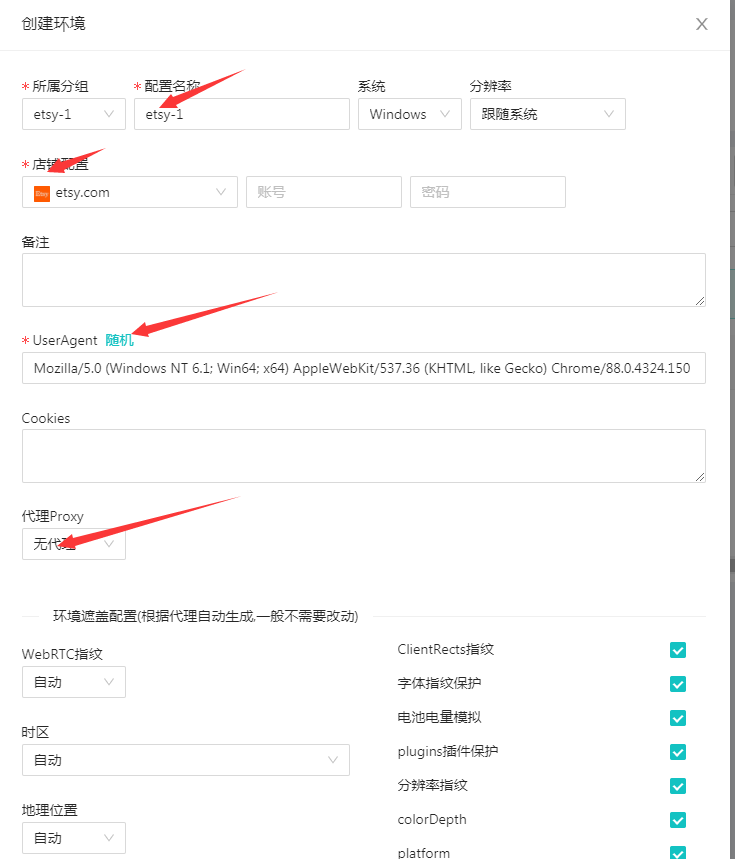 创建环境
* 所属分组 * 配置名称 系统 分辨率
etsy-1 etsy-1 Windows 跟随系统
* 店铺配置
Etsy etsy.com 账号 密码
备注
* UserAgent 随机
Mozilla/5.0 (Windows NT 6.1; Win64; x64) AppleWebKit/537.36 (KHTML, like Gecko) Chrome/88.0.4324.150
Cookies
代理Proxy
无代理
环境遮盖配置(根据代理自动生成,一般不需要改动)
WebRTC指纹
自动
时区
自动
地理位置
自动
ClientRects指纹
字体指纹保护
电池电量模拟
plugins插件保护
分辨率指纹
colorDepth
platform